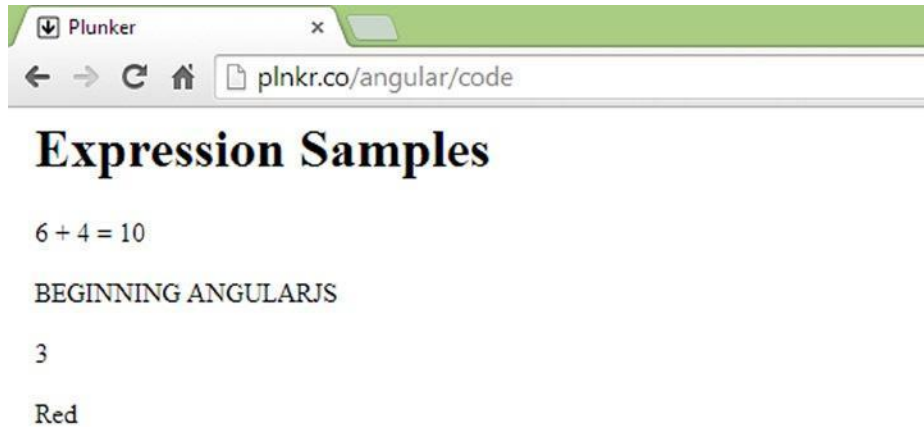 Plunker
plnkr.co/angular/code
Expression Samples
6 + 4 = 10
BEGINNING ANGULARJS
3
Red